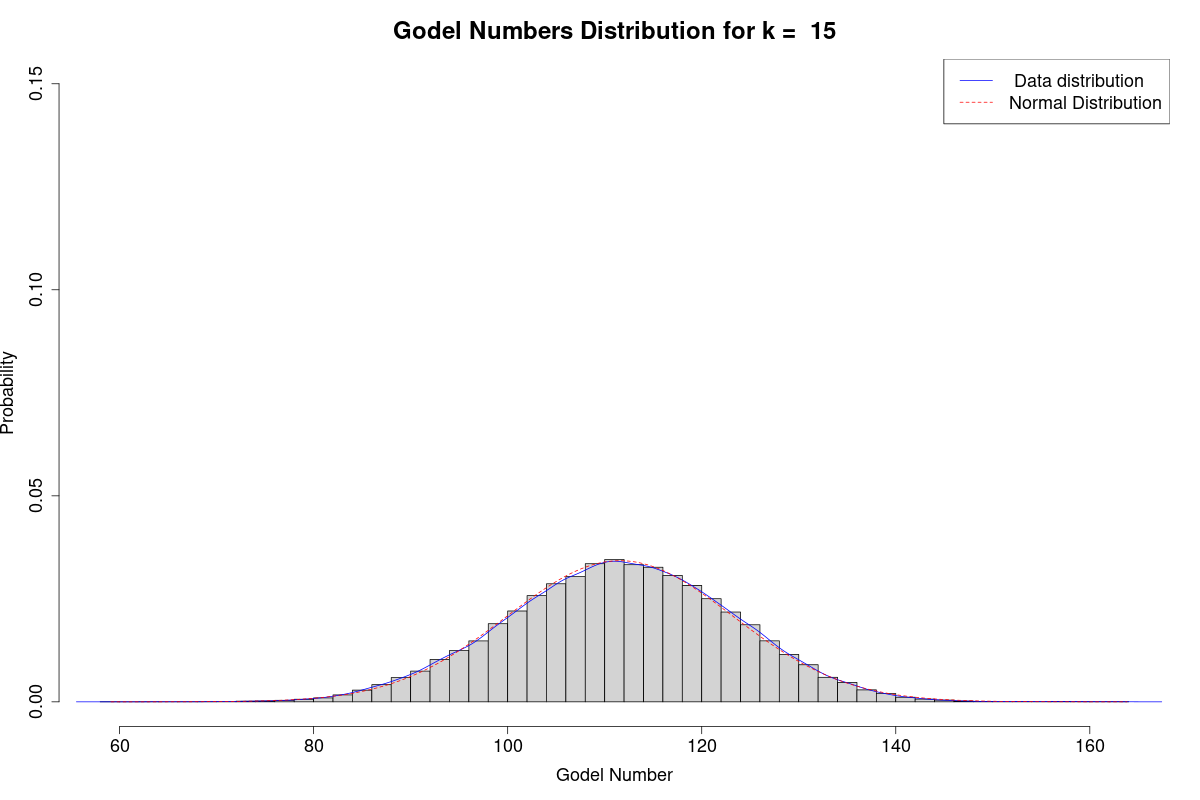 Godel Numbers Distribution for k =  15
Data distribution
Normal Distribution
Probability
0.15
0.10
0.05
0.00
60 80 100 120 140 160
Godel Number